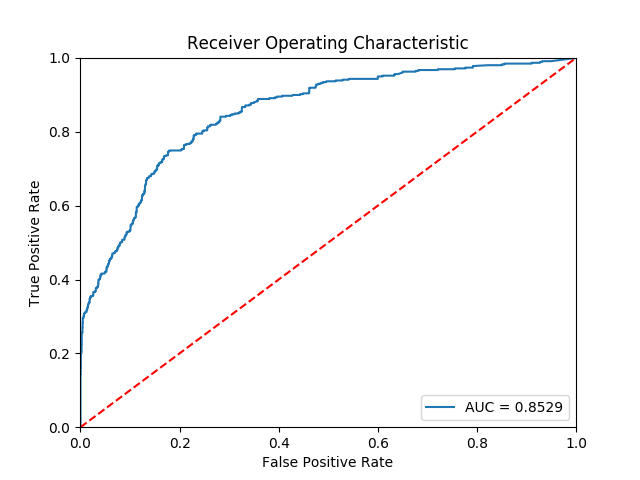 Receiver Operating Characteristic
1.0
0.8
0.6
0.4
0.2
0.0
True Positive Rate
AUC = 0.8529
0.0 0.2 0.4 0.6 0.8 1.0
False Positive Rate